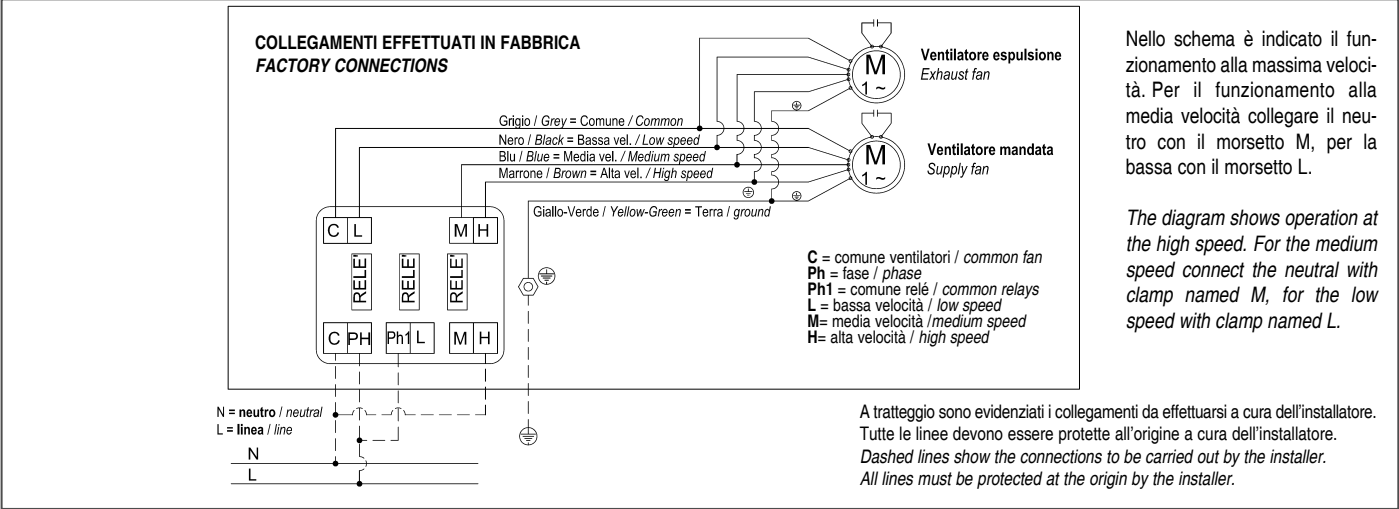 COLLEGAMENTI EFFETTUATI IN FABBRICA
FACTORY CONNECTIONS
M
1 ~
Ventilatore espulsione
Exhaust fan
Grigio / Grey = Comune / Common
Nero / Black = Bassa vel. / Low speed
Blu / Blue = Media vel. / Medium speed
Marrone / Brown = Alta vel. / High speed
M
1 ~
Ventilatore mandata
Supply fan
Giallo-Verde / Yellow-Green = Terra / ground
C L M H
RELE' RELE' RELE'
C PH Ph1 L M H
C = comune ventilatori / common fan
Ph = fase / phase
Ph1 = comune relé / common relays
L = bassa velocità / low speed
M= media velocità /medium speed
H= alta velocità / high speed
N = neutro / neutral
L = linea / line
N
L
Nello schema è indicato il fun-
zionamento alla massima veloci-
tà. Per il funzionamento alla
media velocità collegare il neu-
tro con il morsetto M, per la
bassa con il morsetto L.
The diagram shows operation at
the high speed. For the medium
speed connect the neutral with
clamp named M, for the low
speed with clamp named L.
A tratteggio sono evidenziati i collegamenti da effettuarsi a cura dell'installatore.
Tutte le linee devono essere protette all'origine a cura dell'installatore.
Dashed lines show the connections to be carried out by the installer.
All lines must be protected at the origin by the installer.